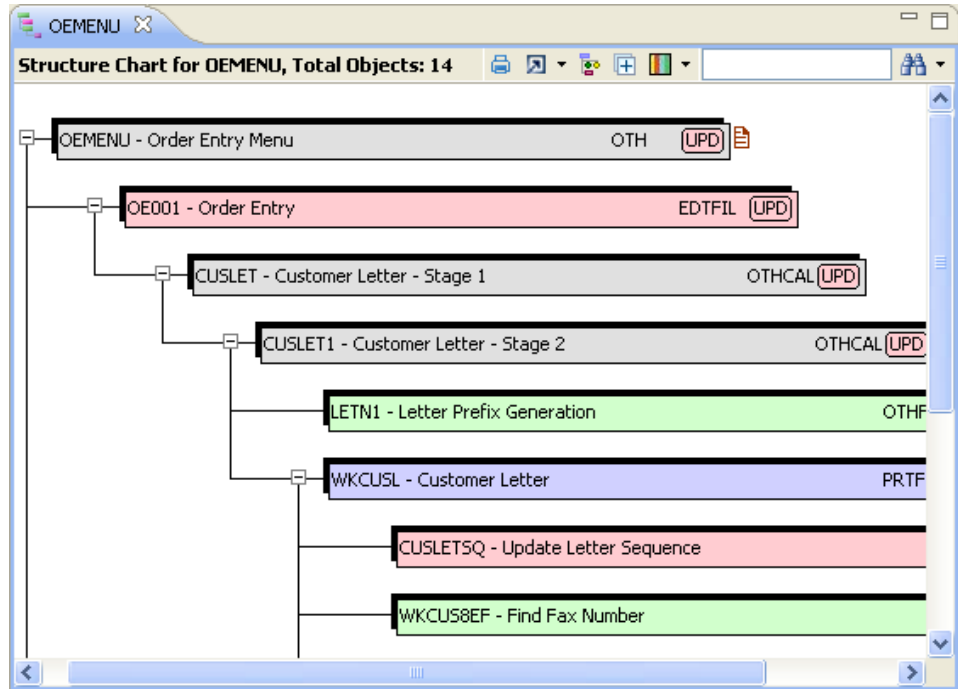 OEMENU
Structure Chart for OEMENU, Total Objects: 14
OEMENU - Order Entry Menu OTH UPD
OE001 - Order Entry EDTFIL UPD
CUSLET - Customer Letter - Stage 1 OTHCAL UPD
CUSLET1 - Customer Letter - Stage 2 OTHCAL UPD
LETN1 - Letter Prefix Generation OTHF
WKCUSL - Customer Letter PRTF
CUSLETSQ - Update Letter Sequence
WKCUS8EF - Find Fax Number